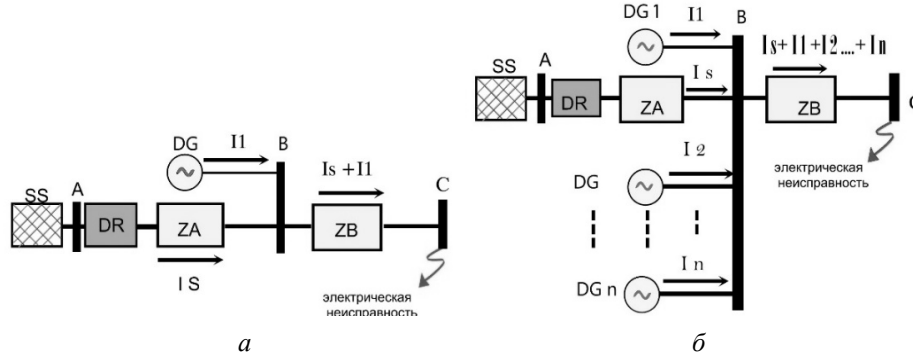 DG I1 B
SS A Is +I1 C
DR ZA ZB
I S
электрическая
неисправность
а
DG 1 I1 B
Is+I1+I2....+In
SS A I s
DR ZA ZB
I 2
DG
электрическая
неисправность
I n
DG n
б